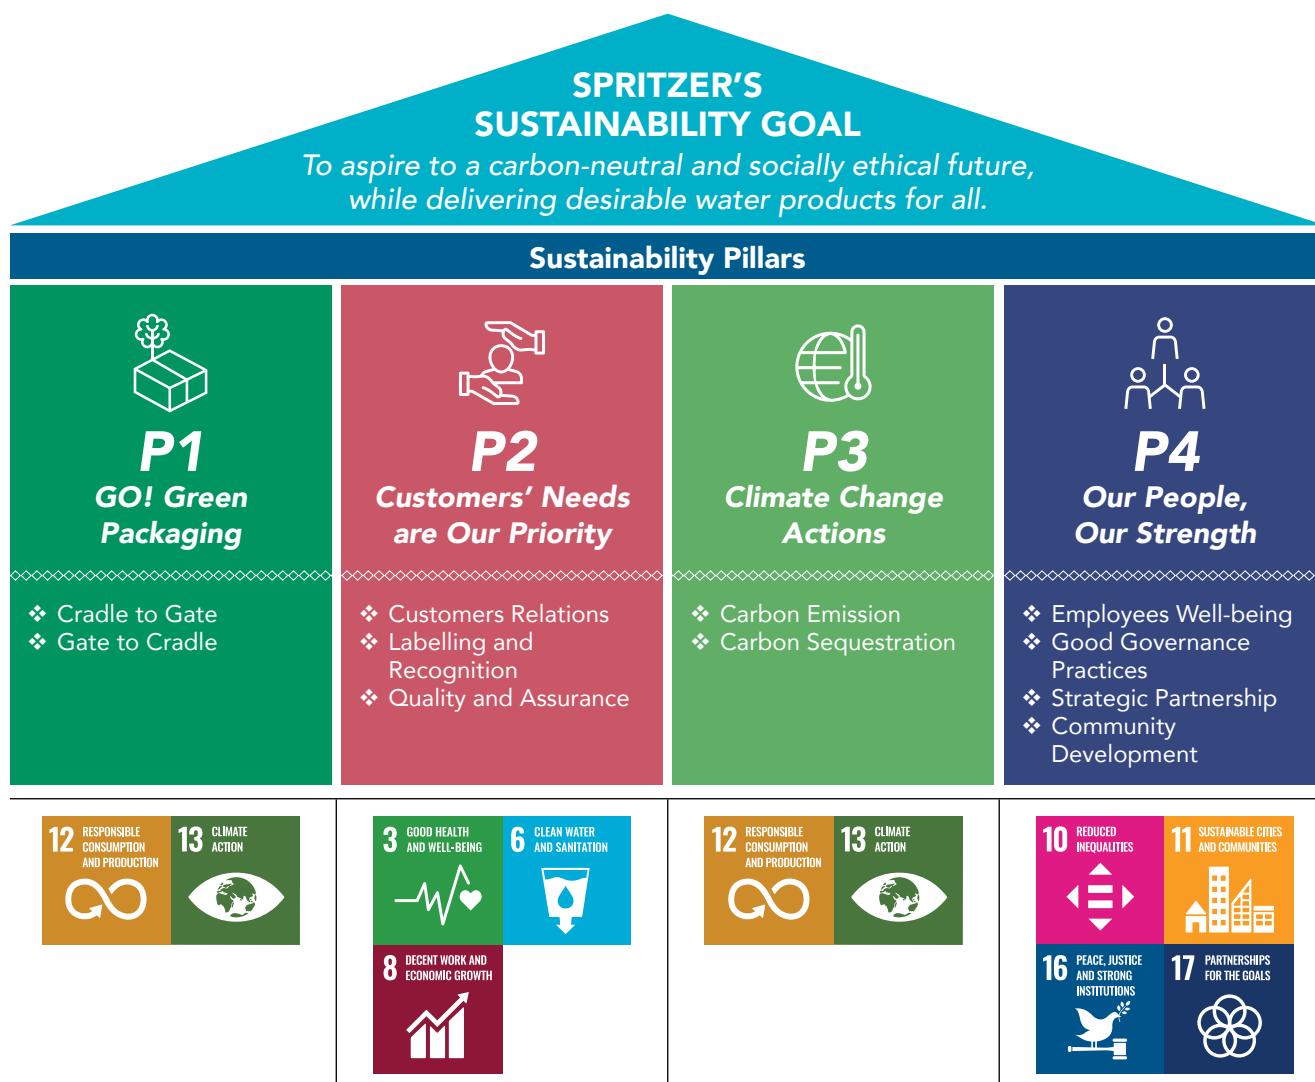 SPRITZER’S
SUSTAINABILITY GOAL
To aspire to a carbon-neutral and socially ethical future,
while delivering desirable water products for all.
Sustainability Pillars
P1
GO! Green
Packaging
❖ Cradle to Gate
❖ Gate to Cradle
P2
Customers’ Needs
are Our Priority
❖ Customers Relations
❖ Labelling and
Recognition
❖ Quality and Assurance
P3
Climate Change
Actions
❖ Carbon Emission
❖ Carbon Sequestration
P4
Our People,
Our Strength
❖ Employees Well-being
❖ Good Governance
Practices
❖ Strategic Partnership
❖ Community
Development
12 RESPONSIBLE
CONSUMPTION
AND PRODUCTION
13 CLIMATE
ACTION
3 GOOD HEALTH
AND WELL-BEING
6 CLEAN WATER
AND SANITATION
8 DECENT WORK AND
ECONOMIC GROWTH
12 RESPONSIBLE
CONSUMPTION
AND PRODUCTION
13 CLIMATE
ACTION
10 REDUCED
INEQUALITIES
11 SUSTAINABLE CITIES
AND COMMUNITIES
16 PEACE, JUSTICE
AND STRONG
INSTITUTIONS
17 PARTNERSHIPS
FOR THE GOALS